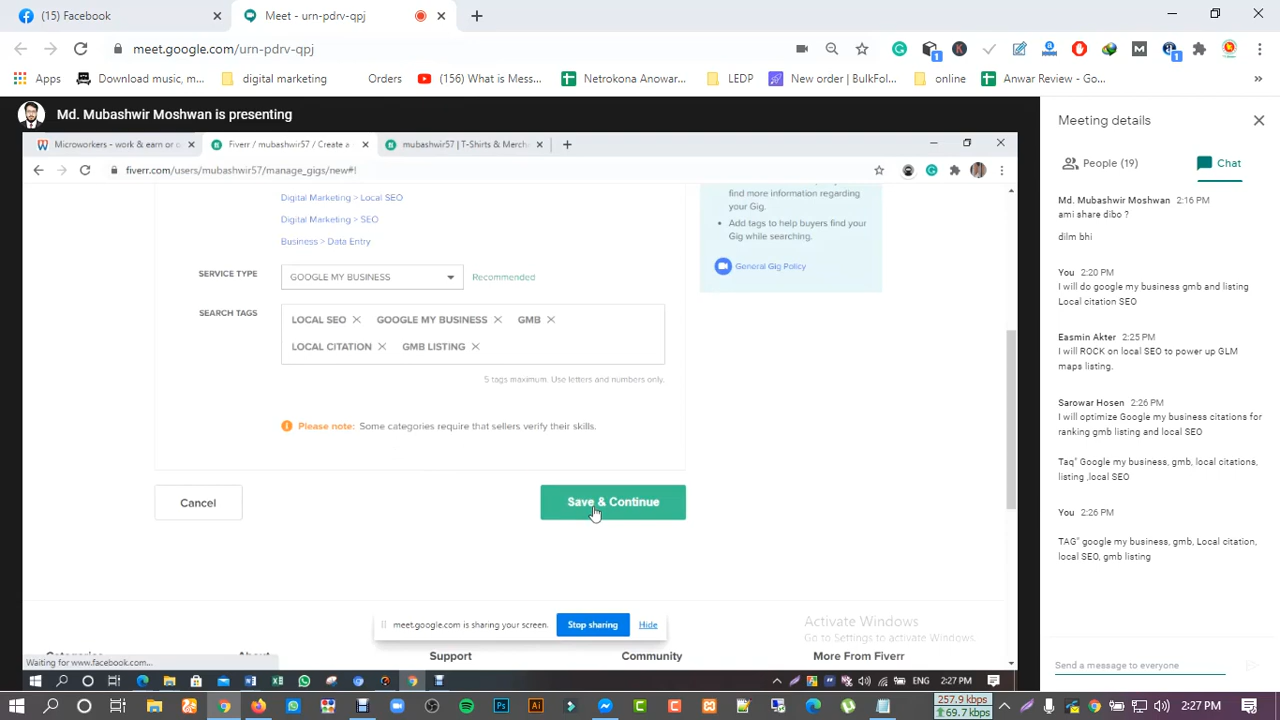 (15) Facebook
Meet - urn-pdrv-qpj
meet.google.com/urn-pdrv-qpj
Apps
Download music, m...
digital marketing
Orders
(156) What is Mess...
Netrokona Anowar...
LEDP
New order | BulkFol...
online
Anwar Review - Go...
»
Md. Mubashwir Moshwan is presenting
Microworkers - work & earn or o
Fiverr / mubashwir57 / Create a
mubashwir57 | T-Shirts & Merch
fiverr.com/users/mubashwir57/manage_gigs/new#!
Digital Marketing > Local SEO
Digital Marketing > SEO
Business > Data Entry
find more information regarding
your Gig.
Add tags to help buyers find your
Gig while searching.
General Gig Policy
SERVICE TYPE
GOOGLE MY BUSINESS
Recommended
SEARCH TAGS
LOCAL SEO
GOOGLE MY BUSINESS
GMB
LOCAL CITATION
GMB LISTING
5 tags maximum. Use letters and numbers only.
Please note: Some categories require that sellers verify their skills.
Cancel
Save & Continue
meet.google.com is sharing your screen.
Stop sharing
Hide
Activate Windows
Go to Settings to activate Windows.
Waiting for www.facebook.com...
Categories
About
Support
Community
More From Fiverr
2:27 PM
Meeting details
People (19)
Chat
Md. Mubashwir Moshwan 2:16 PM
ami share dibo ?
dilm bhi
You 2:20 PM
I will do google my business gmb and listing
Local citation SEO
Easmin Akter 2:25 PM
I will ROCK on local SEO to power up GLM
maps listing.
Sarowar Hosen 2:26 PM
I will optimize Google my business citations for
ranking gmb listing and local SEO
Taq" Google my business, gmb, local citations,
listing ,local SEO
You 2:26 PM
TAG" google my business, gmb, Local citation,
local SEO, gmb listing
Send a message to everyone
257.9 kbps
69.7 kbps
2:27 PM